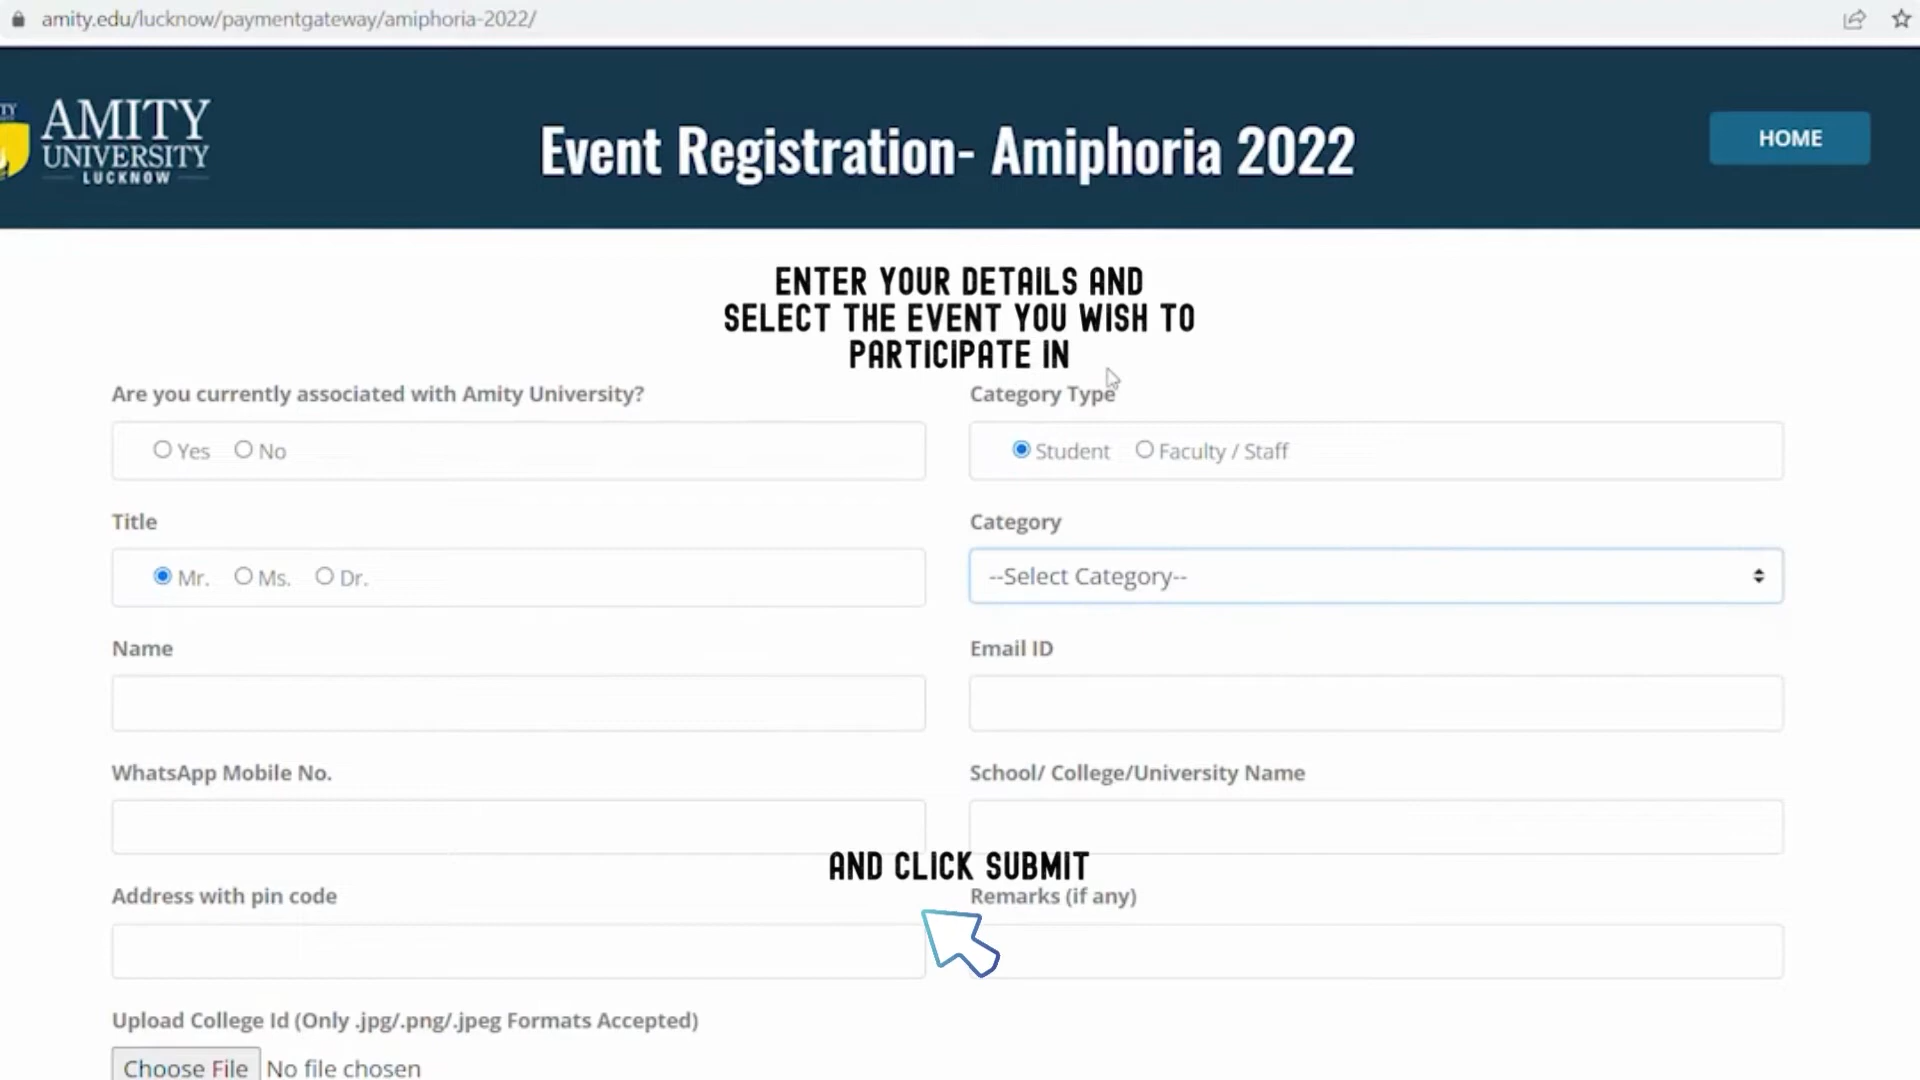 amity.edu/lucknow/paymentgateway/amiphoria-2022/
AMITY
UNIVERSITY
LUCKNOW
Event Registration- Amiphoria 2022
HOME
ENTER YOUR DETAILS AND
SELECT THE EVENT YOU WISH TO
PARTICIPATE IN
Are you currently associated with Amity University?
Category Type
Yes No
Student Faculty / Staff
Title
Category
Mr. Ms. Dr.
--Select Category--
Name
Email ID
WhatsApp Mobile No.
School/ College/University Name
AND CLICK SUBMIT
Address with pin code
Remarks (if any)
Upload College Id (Only .jpg/.png/.jpeg Formats Accepted)
Choose File No file chosen